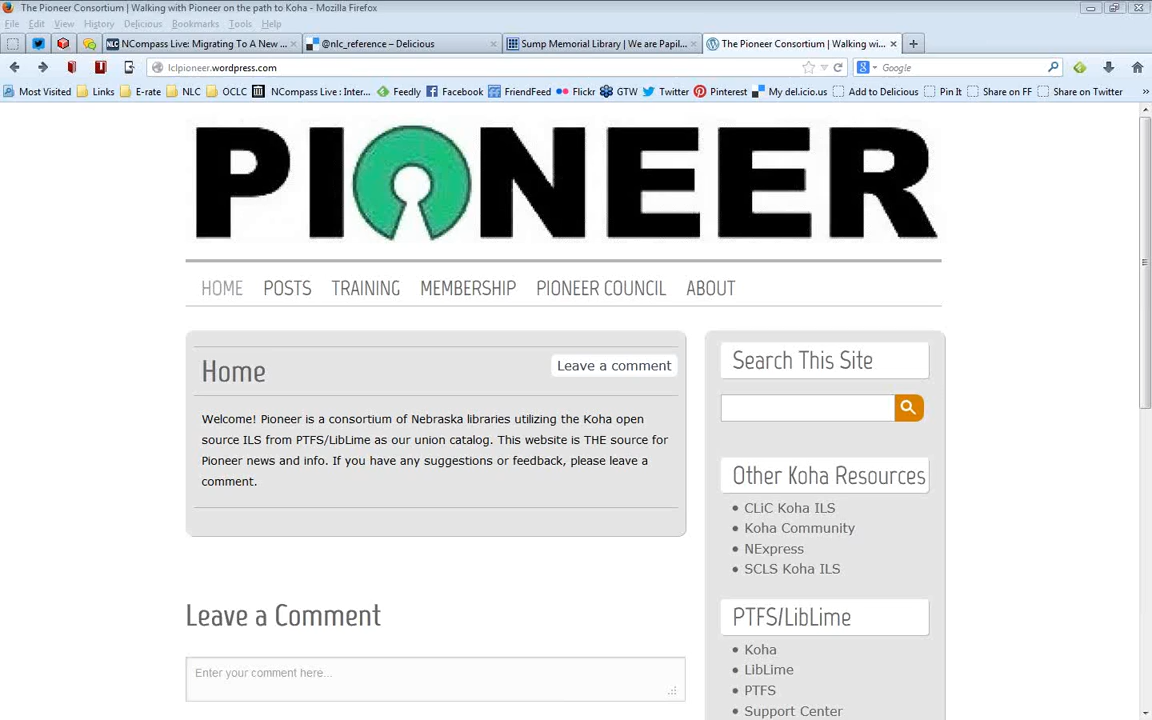 The Pioneer Consortium | Walking with Pioneer on the path to Koha - Mozilla Firefox
File Edit View History Delicious Bookmarks Tools Help
NCompass Live: Migrating To A New ...
@nlc_reference – Delicious
Sump Memorial Library | We are Papil...
The Pioneer Consortium | Walking wi...
lclpioneer.wordpress.com
Google
Most Visited Links E-rate NLC OCLC NCompass Live : Inter... Feedly Facebook FriendFeed Flickr GTW Twitter Pinterest My del.icio.us Add to Delicious Pin It Share on FF Share on Twitter
PIONEER
HOME POSTS TRAINING MEMBERSHIP PIONEER COUNCIL ABOUT
Home
Leave a comment
Welcome! Pioneer is a consortium of Nebraska libraries utilizing the Koha open
source ILS from PTFS/LibLime as our union catalog. This website is THE source for
Pioneer news and info. If you have any suggestions or feedback, please leave a
comment.
Leave a Comment
Enter your comment here...
Search This Site
Other Koha Resources
CLiC Koha ILS
Koha Community
NExpress
SCLS Koha ILS
PTFS/LibLime
Koha
LibLime
PTFS
Support Center